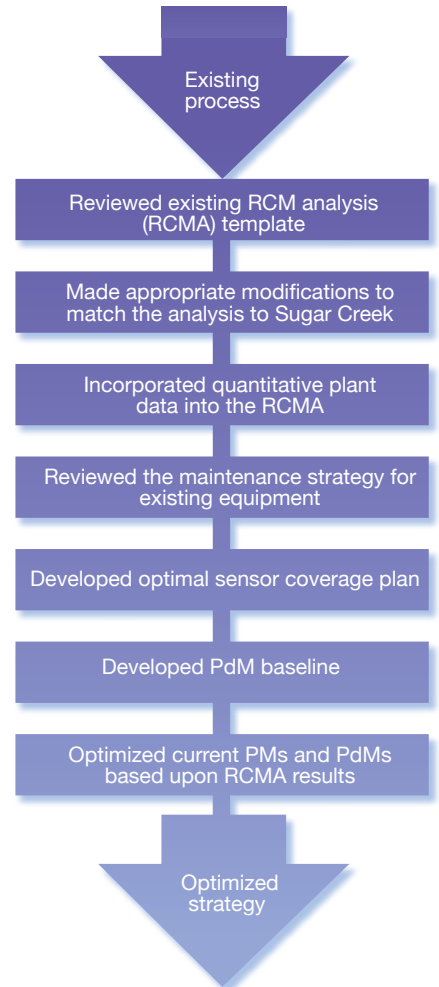 Existing
process
Reviewed existing RCM analysis
(RCMA) template
Made appropriate modifications to
match the analysis to Sugar Creek
Incorporated quantitative plant
data into the RCMA
Reviewed the maintenance strategy for
existing equipment
Developed optimal sensor coverage plan
Developed PdM baseline
Optimized current PMs and PdMs
based upon RCMA results
Optimized
strategy